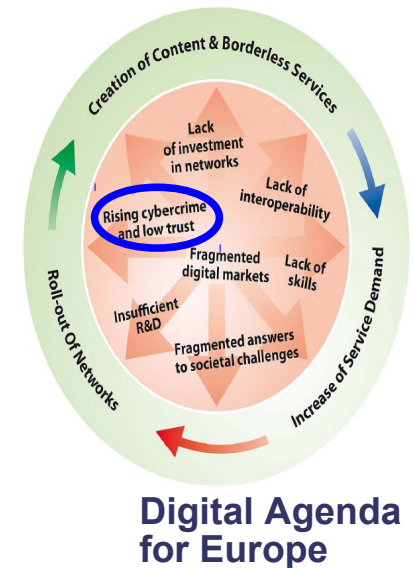 Creation of Content & Borderless Services
Lack
of investment
in networks
Lack of
interoperability
Rising cybercrime
and low trust
Fragmented
digital markets
Lack of
skills
Insufficient
R&D
Fragmented answers
to societal challenges
Roll-out Of Networks
Increase of Service Demand
Digital Agenda
for Europe